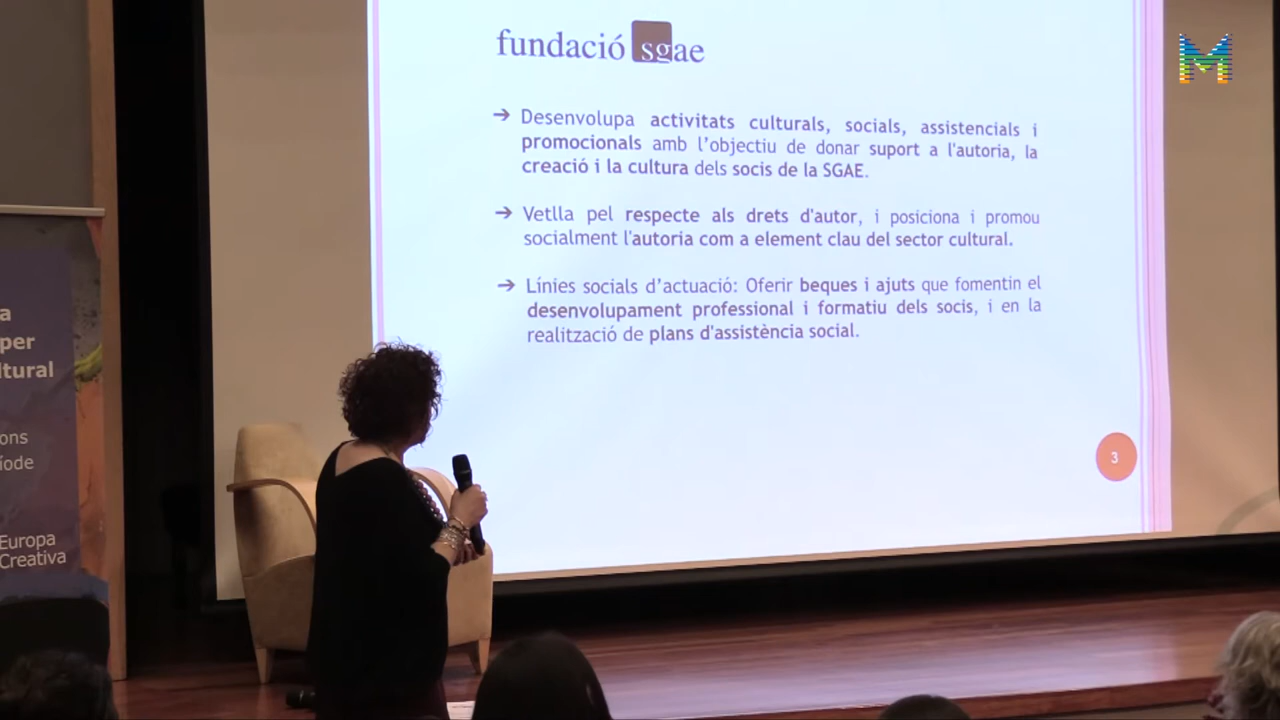 fundació sgae
M
➔ Desenvolupa activitats culturals, socials, assistencials i
promocionals amb l'objectiu de donar suport a l'autoria, la
creació i la cultura dels socis de la SGAE.
➔ Vetlla pel respecte als drets d'autor, i posiciona i promou
socialment l'autoria com a element clau del sector cultural.
➔ Línies socials d'actuació: Oferir beques i ajuts que fomentin el
desenvolupament professional i formatiu dels socis, i en la
realització de plans d'assistència social.
3
a
per
ltural
ons
íode
Europa
Creativa